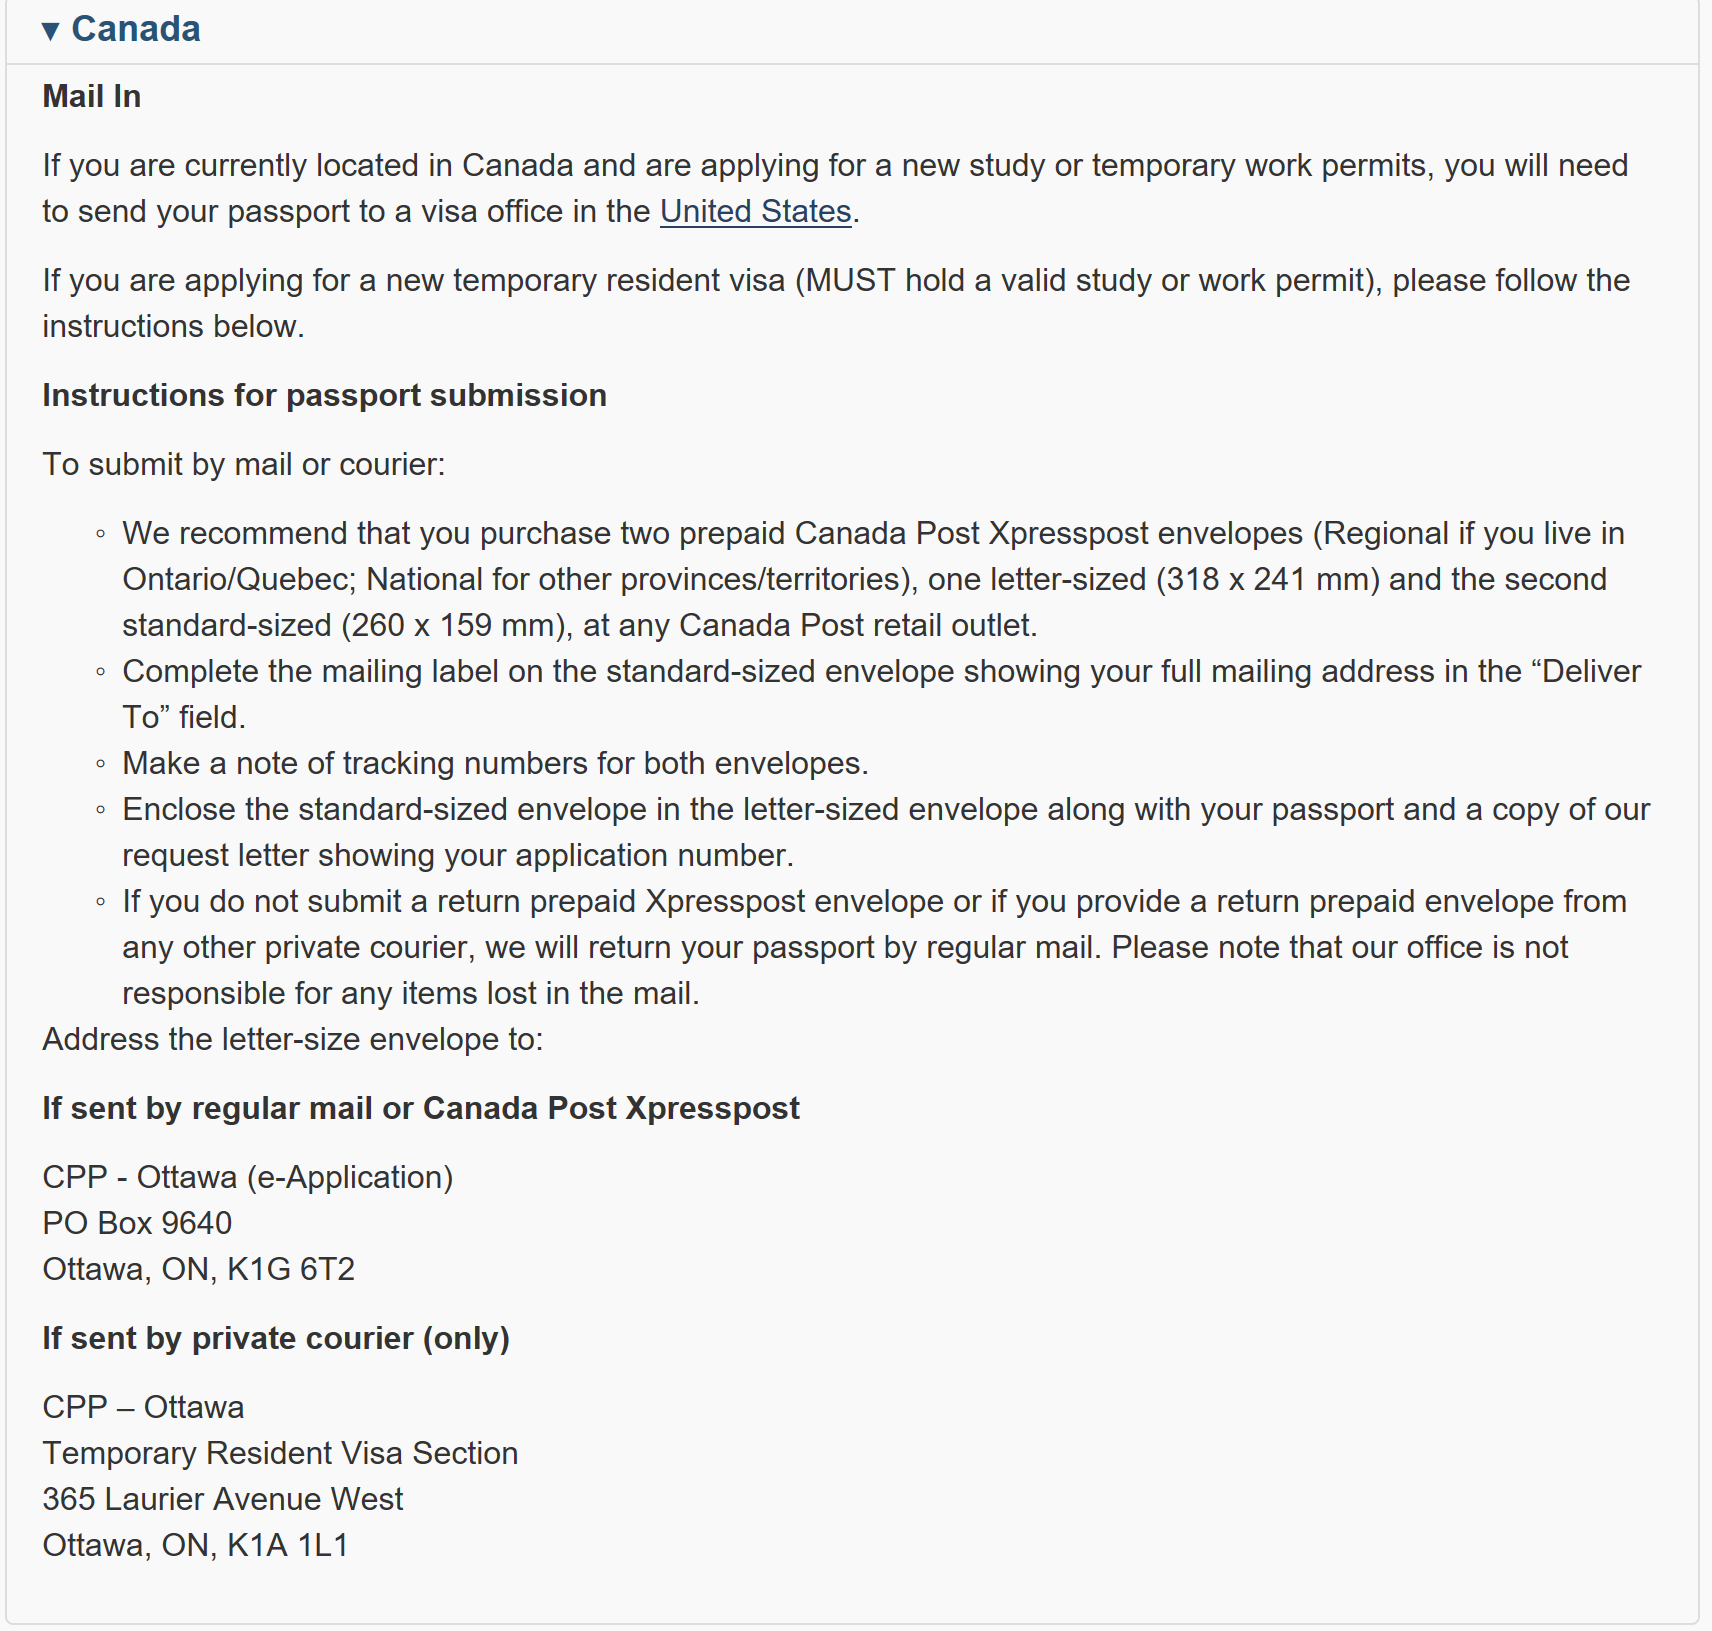 ▼ Canada
Mail In
If you are currently located in Canada and are applying for a new study or temporary work permits, you will need
to send your passport to a visa office in the United States.
If you are applying for a new temporary resident visa (MUST hold a valid study or work permit), please follow the
instructions below.
Instructions for passport submission
To submit by mail or courier:
◦ We recommend that you purchase two prepaid Canada Post Xpresspost envelopes (Regional if you live in
Ontario/Quebec; National for other provinces/territories), one letter-sized (318 x 241 mm) and the second
standard-sized (260 x 159 mm), at any Canada Post retail outlet.
◦ Complete the mailing label on the standard-sized envelope showing your full mailing address in the “Deliver
To” field.
◦ Make a note of tracking numbers for both envelopes.
◦ Enclose the standard-sized envelope in the letter-sized envelope along with your passport and a copy of our
request letter showing your application number.
◦ If you do not submit a return prepaid Xpresspost envelope or if you provide a return prepaid envelope from
any other private courier, we will return your passport by regular mail. Please note that our office is not
responsible for any items lost in the mail.
Address the letter-size envelope to:
If sent by regular mail or Canada Post Xpresspost
CPP - Ottawa (e-Application)
PO Box 9640
Ottawa, ON, K1G 6T2
If sent by private courier (only)
CPP – Ottawa
Temporary Resident Visa Section
365 Laurier Avenue West
Ottawa, ON, K1A 1L1